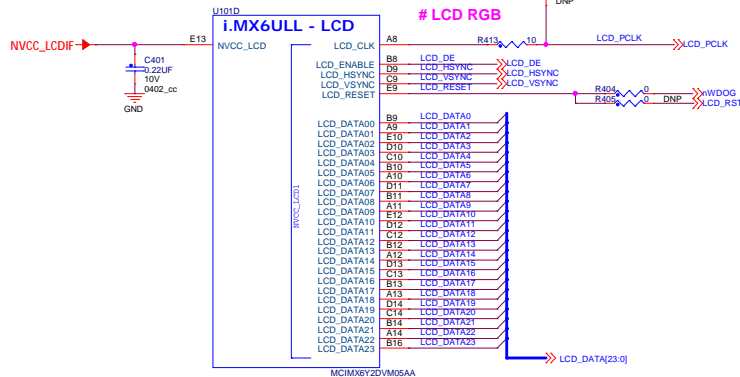 DNP
U101D
# LCD RGB
i.MX6ULL - LCD
NVCC_LCDIF
E13
NVCC_LCD
LCD_CLK
A8
R413
10
LCD_PCLK
LCD_PCLK
C401
0.22UF
10V
0402_cc
GND
LCD_ENABLE
B8
LCD_DE
LCD_DE
LCD_HSYNC
D9
LCD_HSYNC
LCD_HSYNC
LCD_VSYNC
C9
LCD_VSYNC
LCD_VSYNC
LCD_RESET
E9
LCD_RESET
R404
0
nWDOG
R405
0
DNP
LCD_RST
NVCC_LCD1
LCD_DATA00
B9
LCD_DATA0
LCD_DATA01
A9
LCD_DATA1
LCD_DATA02
E10
LCD_DATA2
LCD_DATA03
D10
LCD_DATA3
LCD_DATA04
C10
LCD_DATA4
LCD_DATA05
B10
LCD_DATA5
LCD_DATA06
A10
LCD_DATA6
LCD_DATA07
D11
LCD_DATA7
LCD_DATA08
B11
LCD_DATA8
LCD_DATA09
A11
LCD_DATA9
LCD_DATA10
E12
LCD_DATA10
LCD_DATA11
D12
LCD_DATA11
LCD_DATA12
C12
LCD_DATA12
LCD_DATA13
B12
LCD_DATA13
LCD_DATA14
A12
LCD_DATA14
LCD_DATA15
D13
LCD_DATA15
LCD_DATA16
C13
LCD_DATA16
LCD_DATA17
B13
LCD_DATA17
LCD_DATA18
A13
LCD_DATA18
LCD_DATA19
D14
LCD_DATA19
LCD_DATA20
C14
LCD_DATA20
LCD_DATA21
B14
LCD_DATA21
LCD_DATA22
A14
LCD_DATA22
LCD_DATA23
B16
LCD_DATA23
LCD_DATA[23:0]
MCIMX6Y2DVM05AA